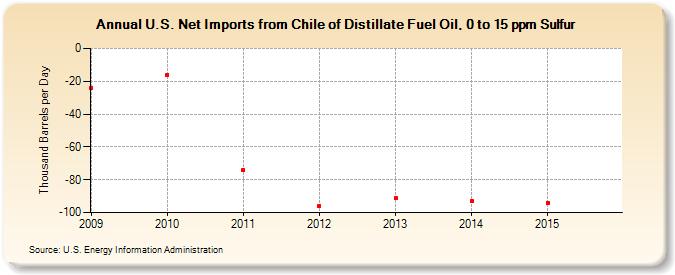 Annual U.S. Net Imports from Chile of Distillate Fuel Oil, 0 to 15 ppm Sulfur
Thousand Barrels per Day
0
-20
-40
-60
-80
-100
2009 2010 2011 2012 2013 2014 2015
Source: U.S. Energy Information Administration